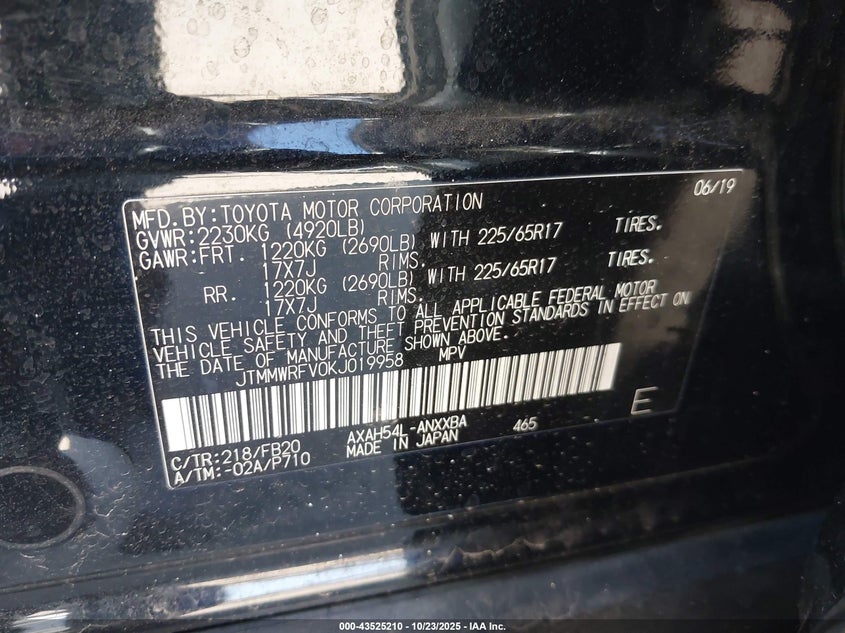 06/19
MFD.BY:TOYOTA MOTOR CORPORATION
GVWR:2230KG (4920LB)
GAWR:FRT. 1220KG (2690LB) WITH 225/65R17 TIRES.
17X7J RIMS.
RR. 1220KG (2690LB) WITH 225/65R17 TIRES.
17X7J RIMS.
THIS VEHICLE CONFORMS TO ALL APPLICABLE FEDERAL MOTOR
VEHICLE SAFETY AND THEFT PREVENTION STANDARDS IN EFFECT ON
THE DATE OF MANUFACTURE SHOWN ABOVE.
JTMMWRFV0KJ019958 MPV
E
C/TR:218/FB20 AXAH54L-ANXXBA 465
A/TM:-02A/P710 MADE IN JAPAN
000-43525210 - 10/23/2025 - IAA Inc.